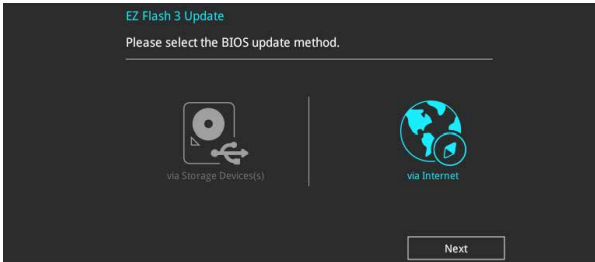 EZ Flash 3 Update
Please select the BIOS update method.
via Storage Devices(s)
via Internet
Next